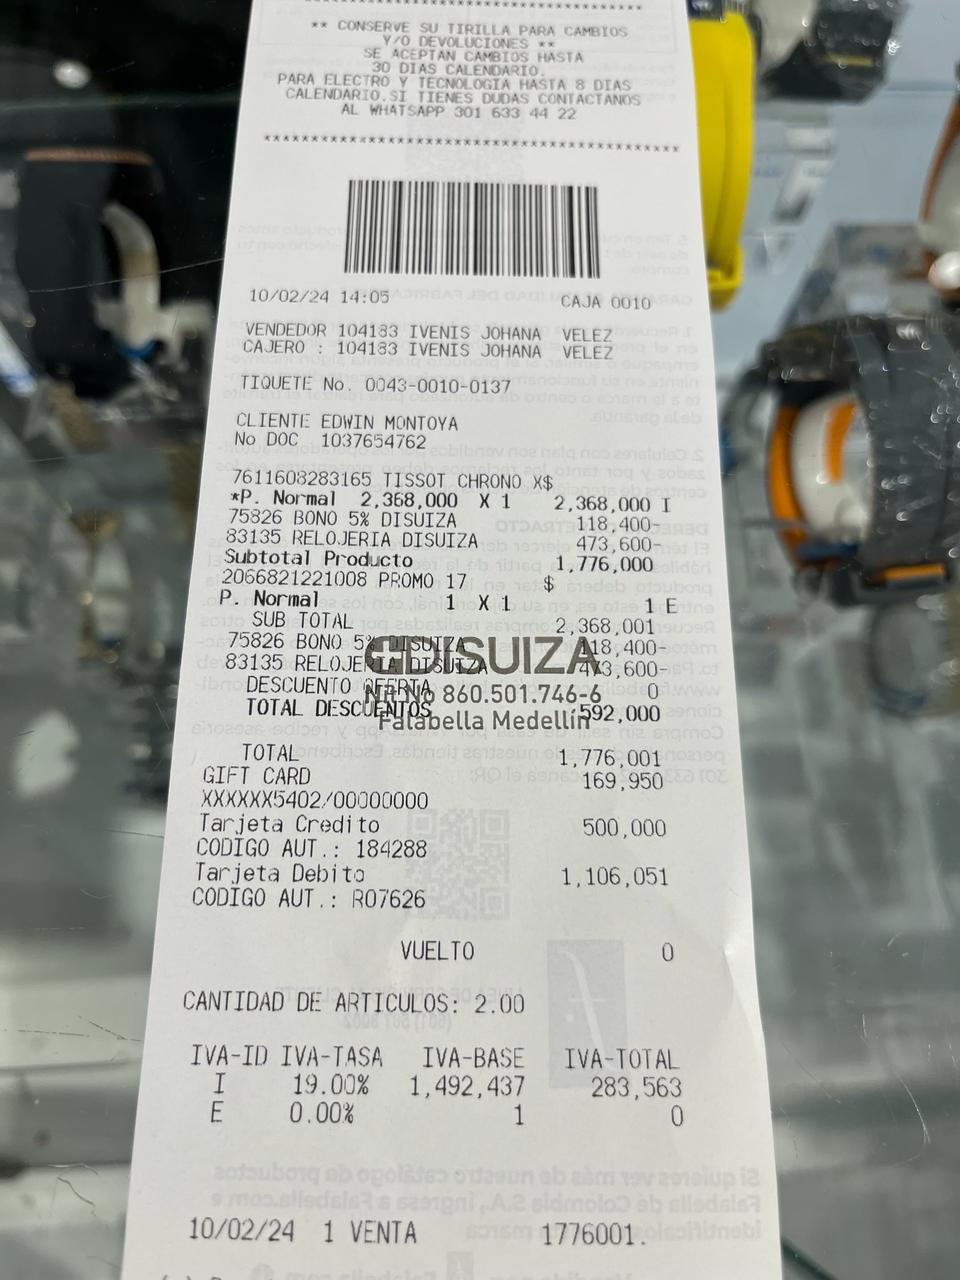 ** CONSERVE SU TIRILLA PARA CAMBIOS
Y/O DEVOLUCIONES **
SE ACEPTAN CAMBIOS HASTA
30 DIAS CALENDARIO.
PARA ELECTRO Y TECNOLOGIA HASTA 8 DIAS
CALENDARIO.SI TIENES DUDAS CONTACTANOS
AL WHATSAPP 301 633 44 22
10/02/24 14:05 CAJA 0010
VENDEDOR 104183 IVENIS JOHANA VELEZ
CAJERO : 104183 IVENIS JOHANA VELEZ
TIQUETE No. 0043-0010-0137
CLIENTE EDWIN MONTOYA
No DOC 1037654762
7611608283165 TISSOT CHRONO X$
*P. Normal 2,368,000 X 1 2,368,000 I
75826 BONO 5% DISUIZA 118,400-
83135 RELOJERIA DISUIZA 473,600-
Subtotal Producto 1,776,000
2066821221008 PROMO 17 $
P. Normal 1 X 1 1 E
SUB TOTAL 2,368,001
75826 BONO 5% DISUIZA 118,400-
83135 RELOJERIA DISUIZA 473,600-
DESCUENTO OFERTA 0
TOTAL DESCUENTOS 592,000
DISUIZA
Nit No 860.501.746-6
Falabella Medellín
TOTAL 1,776,001
GIFT CARD 169,950
XXXXXX5402/00000000
Tarjeta Credito 500,000
CODIGO AUT.: 184288
Tarjeta Debito 1,106,051
CODIGO AUT.: R07626
VUELTO 0
CANTIDAD DE ARTICULOS: 2.00
IVA-ID IVA-TASA IVA-BASE IVA-TOTAL
I 19.00% 1,492,437 283,563
E 0.00% 1 0
10/02/24 1 VENTA 1776001.